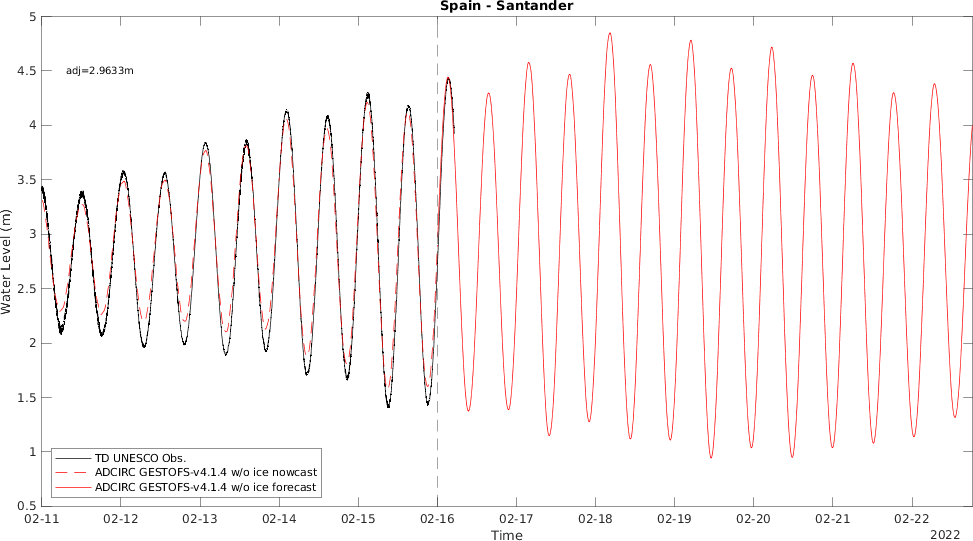 Spain - Santander
5
4.5
4
3.5
3
2.5
2
1.5
1
0.5
Water Level (m)
adj=2.9633m
TD UNESCO Obs.
ADCIRC GESTOFS-v4.1.4 w/o ice nowcast
ADCIRC GESTOFS-v4.1.4 w/o ice forecast
02-11 02-12 02-13 02-14 02-15 02-16 02-17 02-18 02-19 02-20 02-21 02-22
Time
2022